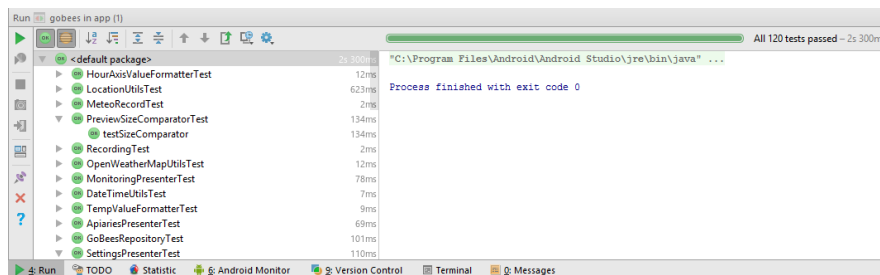 Run gobees in app (1)
All 120 tests passed – 2s 300m
<default package> 2s 300ms
"C:\Program Files\Android\Android Studio\jre\bin\java" ...
HourAxisValueFormatterTest 12ms
LocationUtilsTest 623ms
Process finished with exit code 0
MeteoRecordTest 2ms
PreviewSizeComparatorTest 134ms
testSizeComparator 134ms
RecordingTest 2ms
OpenWeatherMapUtilsTest 12ms
MonitoringPresenterTest 78ms
DateTimeUtilsTest 7ms
TempValueFormatterTest 9ms
ApiariesPresenterTest 69ms
GoBeesRepositoryTest 101ms
SettingsPresenterTest 110ms
4: Run TODO Statistic 6: Android Monitor 9: Version Control Terminal 0: Messages